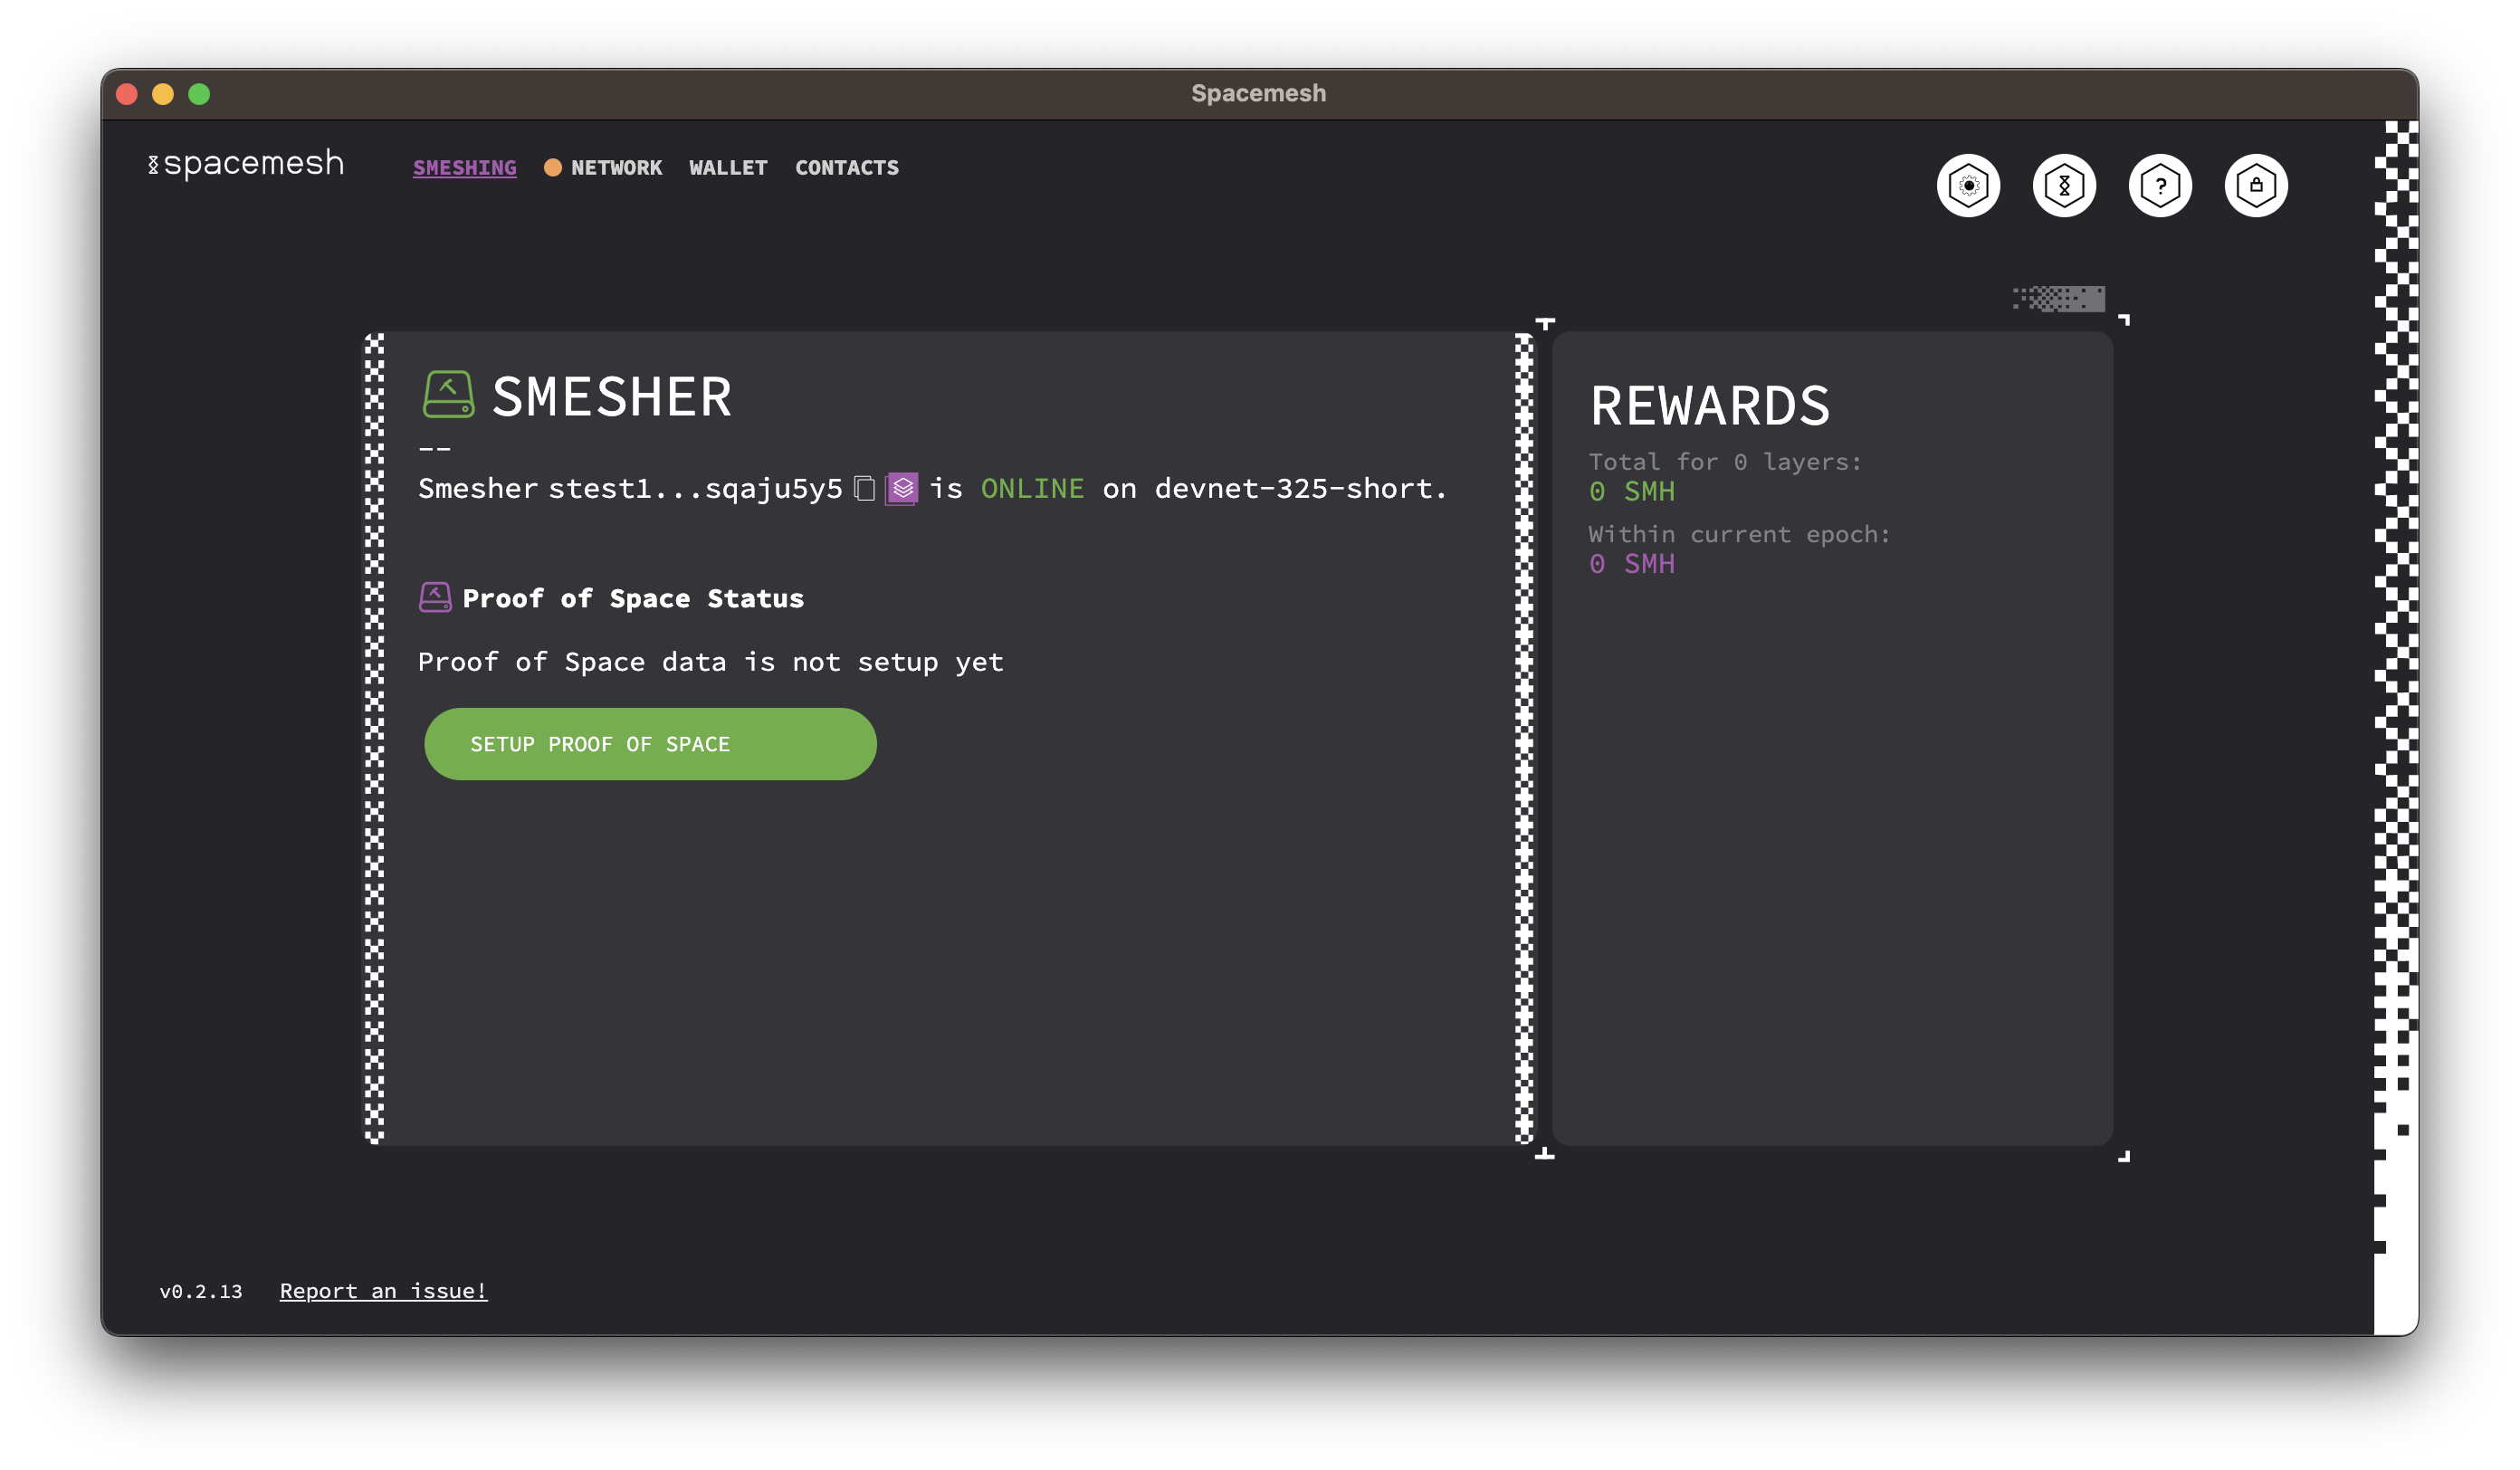 Spacemesh
spacemesh
SMESHING NETWORK WALLET CONTACTS
?
SMESHER
--
Smesher stest1...sqaju5y5 is ONLINE on devnet-325-short.
Proof of Space Status
Proof of Space data is not setup yet
SETUP PROOF OF SPACE
REWARDS
Total for 0 layers:
0 SMH
Within current epoch:
0 SMH
v0.2.13 Report an issue!